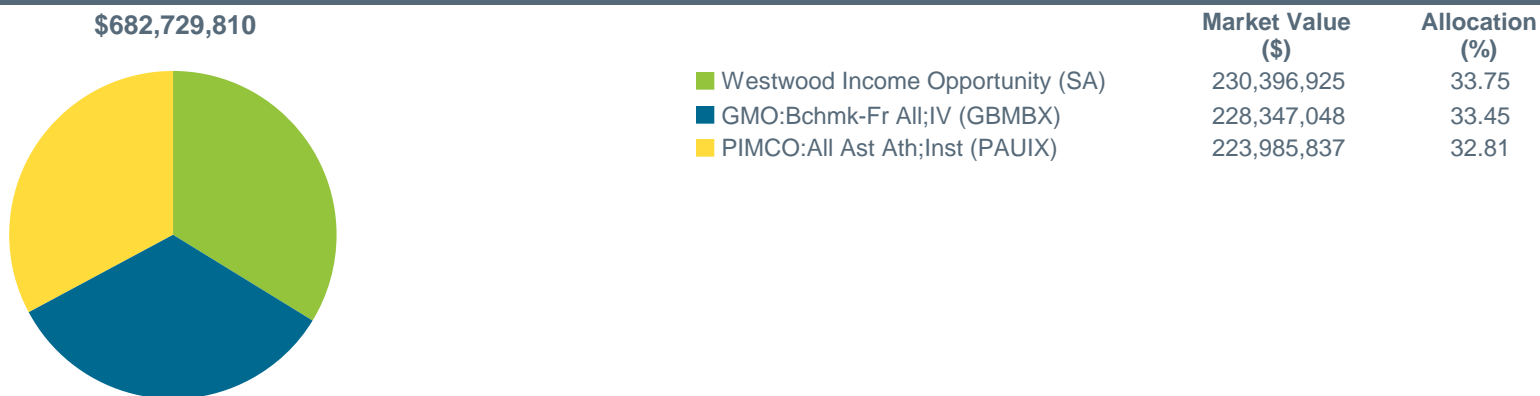 $682,729,810
Market Value Allocation
($) (%)
Westwood Income Opportunity (SA) 230,396,925 33.75
GMO:Bchmk-Fr All;IV (GBMBX) 228,347,048 33.45
PIMCO:All Ast Ath;Inst (PAUIX) 223,985,837 32.81